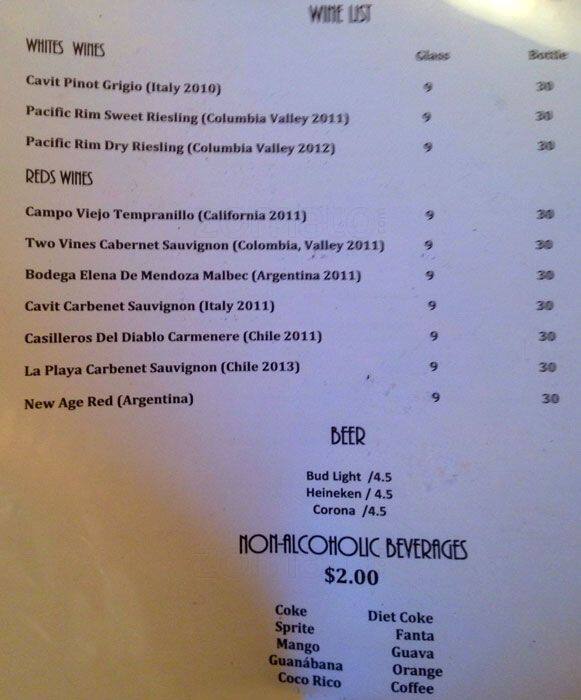 WINE LIST
WHITES WINES Glass Bottle
Cavit Pinot Grigio (Italy 2010) 9 30
Pacific Rim Sweet Riesling (Columbia Valley 2011) 9 30
Pacific Rim Dry Riesling (Columbia Valley 2012) 9 30
REDS WINES
Campo Viejo Tempranillo (California 2011) 9 30
Two Vines Cabernet Sauvignon (Colombia, Valley 2011) 9 30
Bodega Elena De Mendoza Malbec (Argentina 2011) 9 30
Cavit Carbenet Sauvignon (Italy 2011) 9 30
Casilleros Del Diablo Carmenere (Chile 2011) 9 30
La Playa Carbenet Sauvignon (Chile 2013) 9 30
New Age Red (Argentina) 9 30
BEER
Bud Light /4.5
Heineken / 4.5
Corona /4.5
NON-ALCOHOLIC BEVERAGES
$2.00
Coke Diet Coke
Sprite Fanta
Mango Guava
Guanábana Orange
Coco Rico Coffee